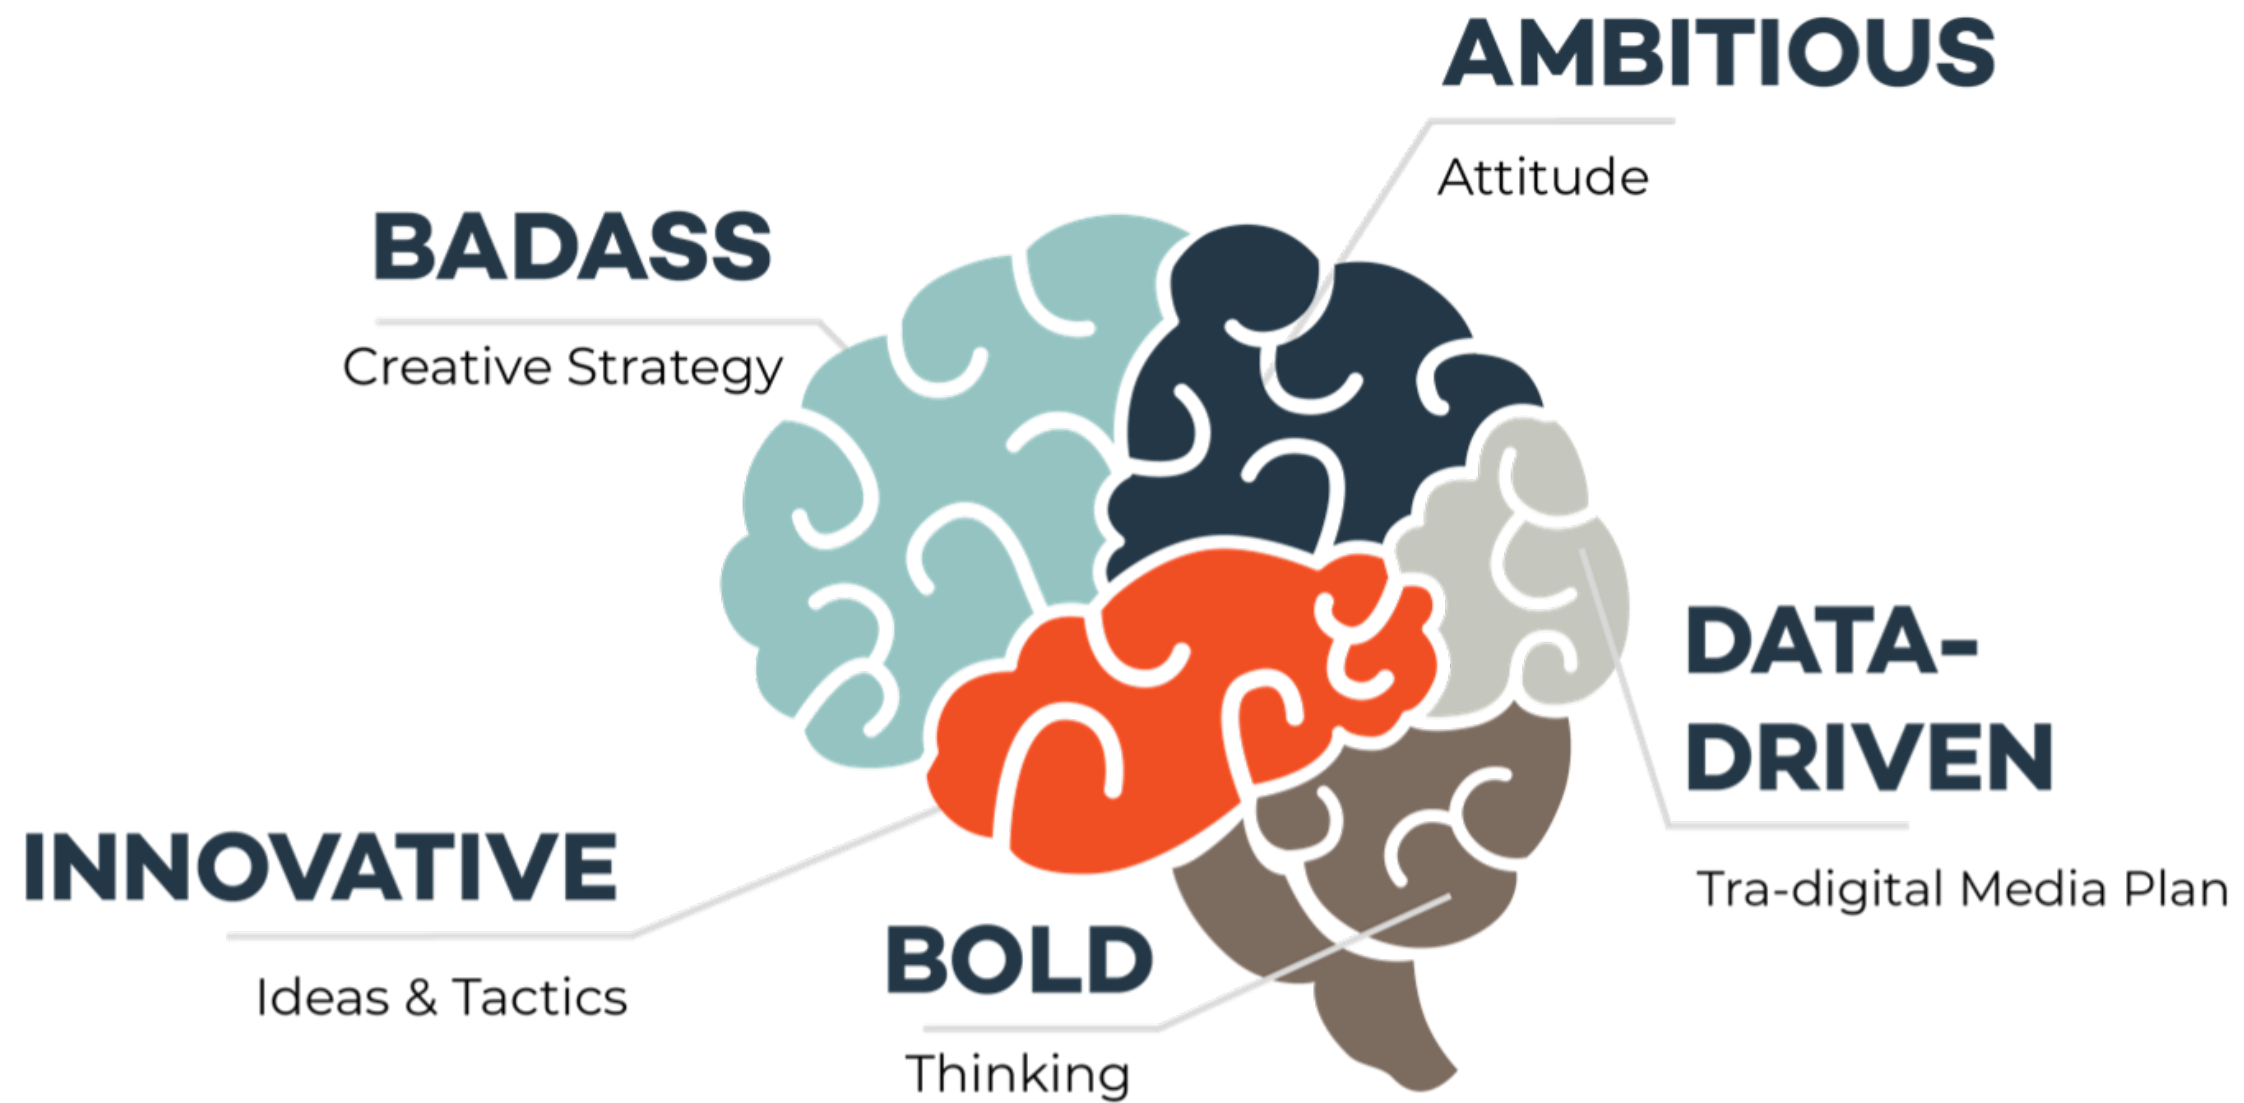 AMBITIOUS
Attitude
BADASS
Creative Strategy
DATA-
DRIVEN
Tra-digital Media Plan
INNOVATIVE
Ideas & Tactics
BOLD
Thinking